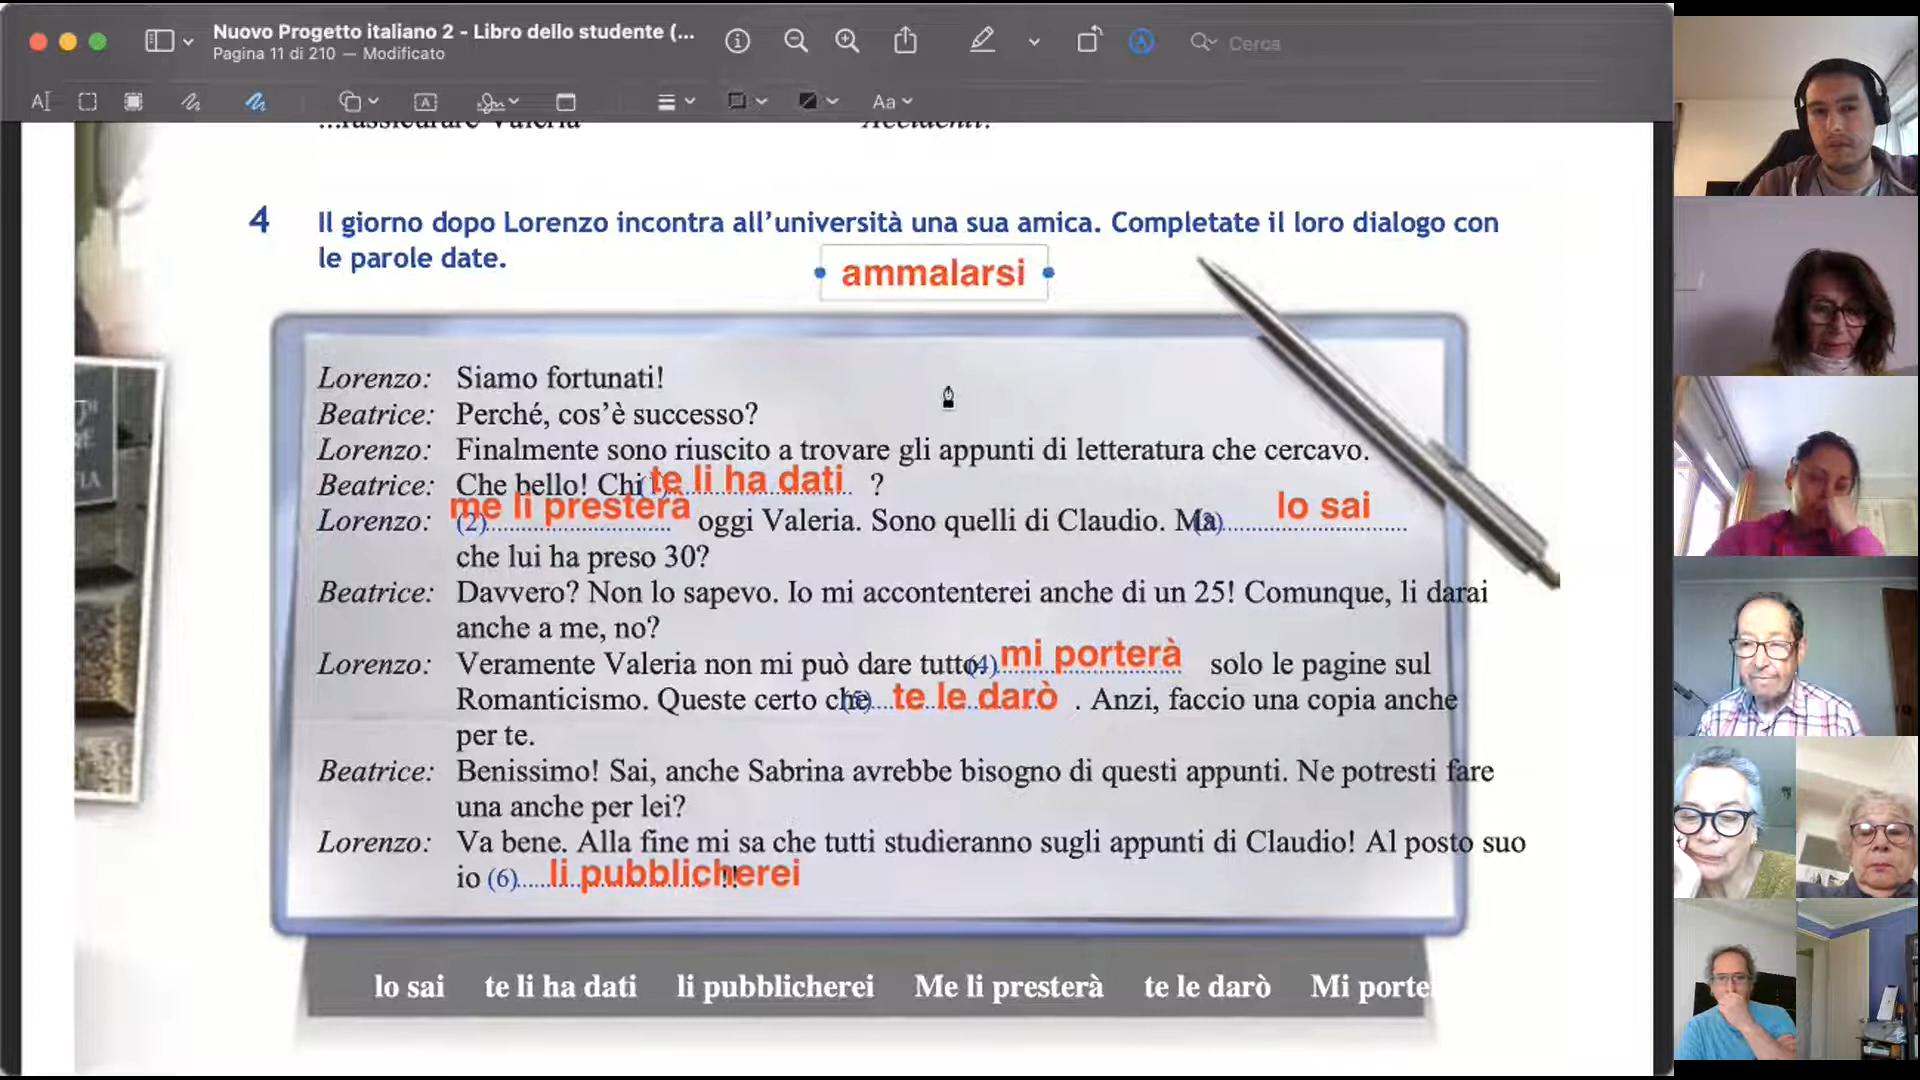 Nuovo Progetto italiano 2 - Libro dello studente (...
Pagina 11 di 210 — Modificato
Cerca
Aa
...rassicurare Valeria
Accidenti!
4 Il giorno dopo Lorenzo incontra all'università una sua amica. Completate il loro dialogo con
le parole date.
ammalarsi
Lorenzo: Siamo fortunati!
Beatrice: Perché, cos'è successo?
Lorenzo: Finalmente sono riuscito a trovare gli appunti di letteratura che cercavo.
Beatrice: Che bello! Chi te li ha dati ?
Lorenzo: (2) me li presterà oggi Valeria. Sono quelli di Claudio. Ma (3) lo sai
che lui ha preso 30?
Beatrice: Davvero? Non lo sapevo. Io mi accontenterei anche di un 25! Comunque, li darai
anche a me, no?
Lorenzo: Veramente Valeria non mi può dare tutto. (4) mi porterà solo le pagine sul
Romanticismo. Queste certo che (5) te le darò . Anzi, faccio una copia anche
per te.
Beatrice: Benissimo! Sai, anche Sabrina avrebbe bisogno di questi appunti. Ne potresti fare
una anche per lei?
Lorenzo: Va bene. Alla fine mi sa che tutti studieranno sugli appunti di Claudio! Al posto suo
io (6) li pubblicherei !!
lo sai te li ha dati li pubblicherei Me li presterà te le darò Mi porte